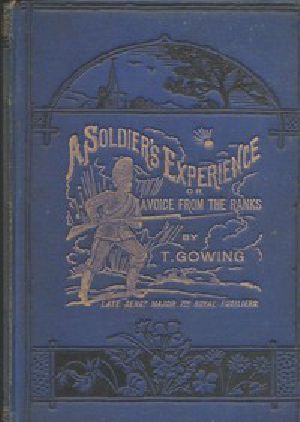 A SOLDIER'S EXPERIENCE
OR
A VOICE FROM THE RANKS
BY
T. GOWING
LATE SERGT MAJOR 7TH ROYAL FUSILIERS